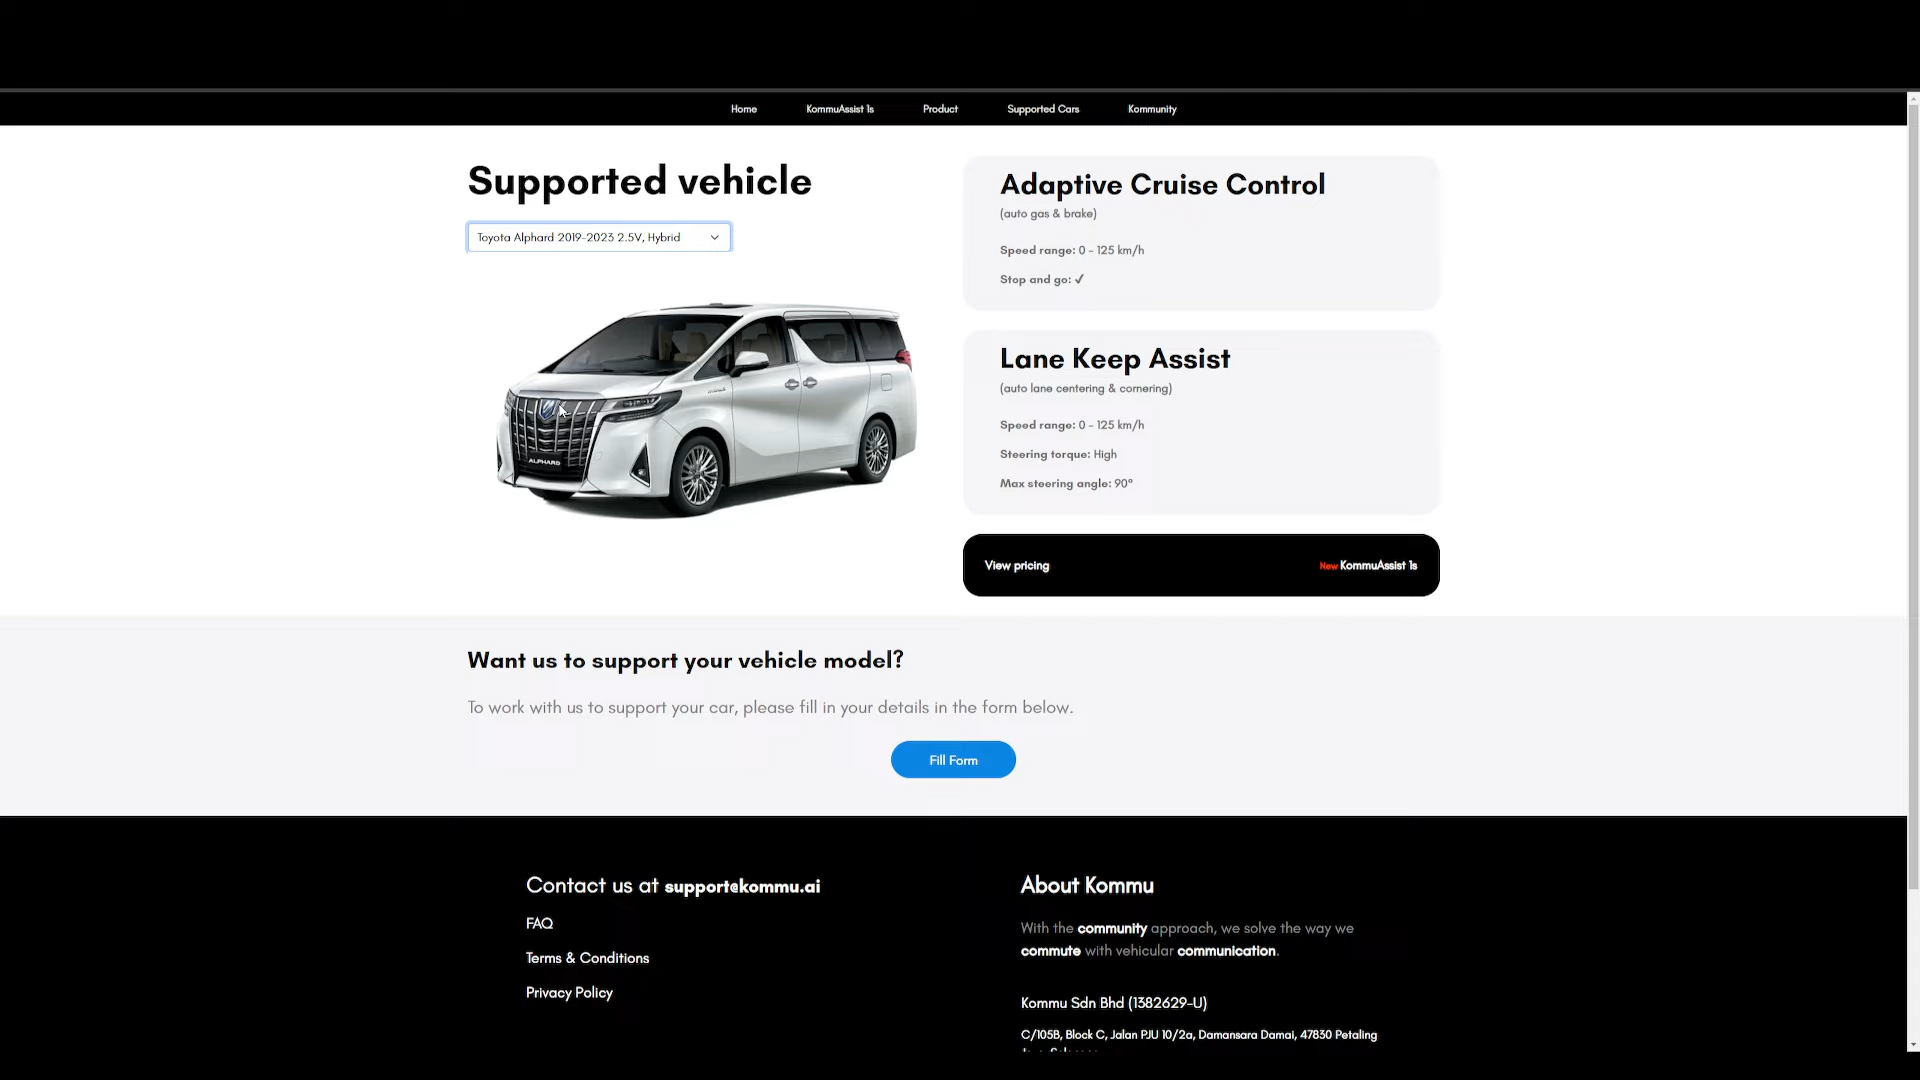 Home KommuAssist 1s Product Supported Cars Kommunity
Supported vehicle
Toyota Alphard 2019-2023 2.5V, Hybrid
ALPHARD
Adaptive Cruise Control
(auto gas & brake)
Speed range: 0 - 125 km/h
Stop and go: ✓
Lane Keep Assist
(auto lane centering & cornering)
Speed range: 0 - 125 km/h
Steering torque: High
Max steering angle: 90°
View pricing New KommuAssist 1s
Want us to support your vehicle model?
To work with us to support your car, please fill in your details in the form below.
Fill Form
Contact us at support@kommu.ai
FAQ
Terms & Conditions
Privacy Policy
About Kommu
With the community approach, we solve the way we
commute with vehicular communication.
Kommu Sdn Bhd (1382629-U)
C/105B, Block C, Jalan PJU 10/2a, Damansara Damai, 47830 Petaling